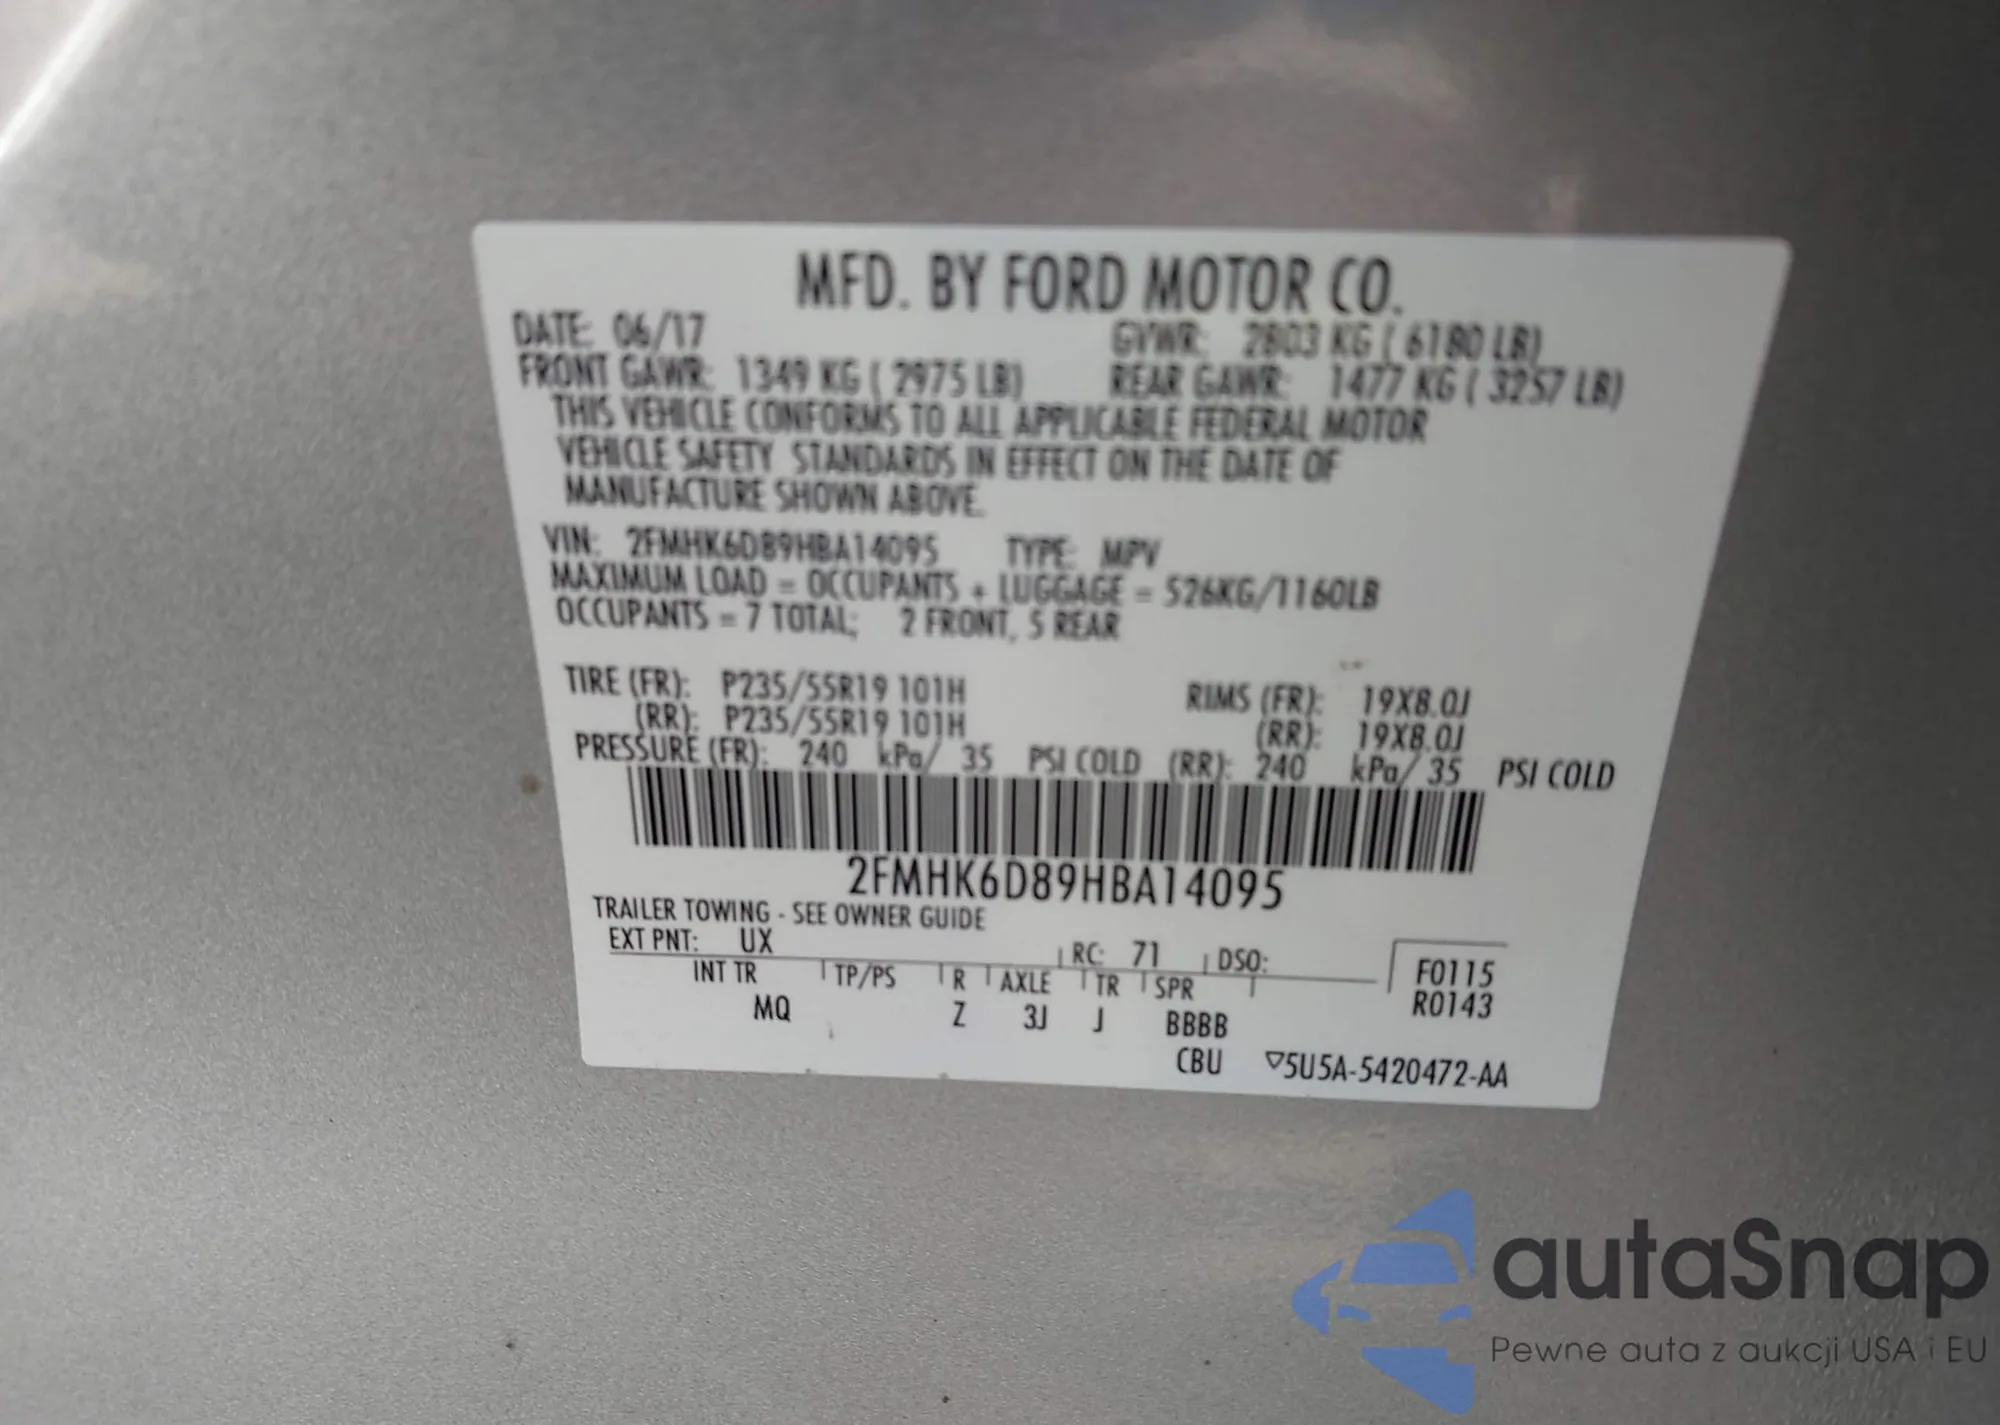 MFD. BY FORD MOTOR CO.
DATE: 06/17 GVWR: 2803 KG ( 6180 LB)
FRONT GAWR: 1349 KG ( 2975 LB) REAR GAWR: 1477 KG ( 3257 LB)
THIS VEHICLE CONFORMS TO ALL APPLICABLE FEDERAL MOTOR
VEHICLE SAFETY STANDARDS IN EFFECT ON THE DATE OF
MANUFACTURE SHOWN ABOVE.
VIN: 2FMHK6D89HBA14095 TYPE: MPV
MAXIMUM LOAD = OCCUPANTS + LUGGAGE = 526KG/1160LB
OCCUPANTS = 7 TOTAL; 2 FRONT, 5 REAR
TIRE (FR): P235/55R19 101H RIMS (FR): 19X8.0J
(RR): P235/55R19 101H (RR): 19X8.0J
PRESSURE (FR): 240 kPa/ 35 PSI COLD (RR): 240 kPa/ 35 PSI COLD
2FMHK6D89HBA14095
TRAILER TOWING - SEE OWNER GUIDE
EXT PNT: UX RC: 71 DSO: F0115
INT TR TP/PS R AXLE TR SPR R0143
MQ Z 3J J BBBB
CBU ▽5U5A-5420472-AA
autaSnap
Pewne auta z aukcji USA i EU